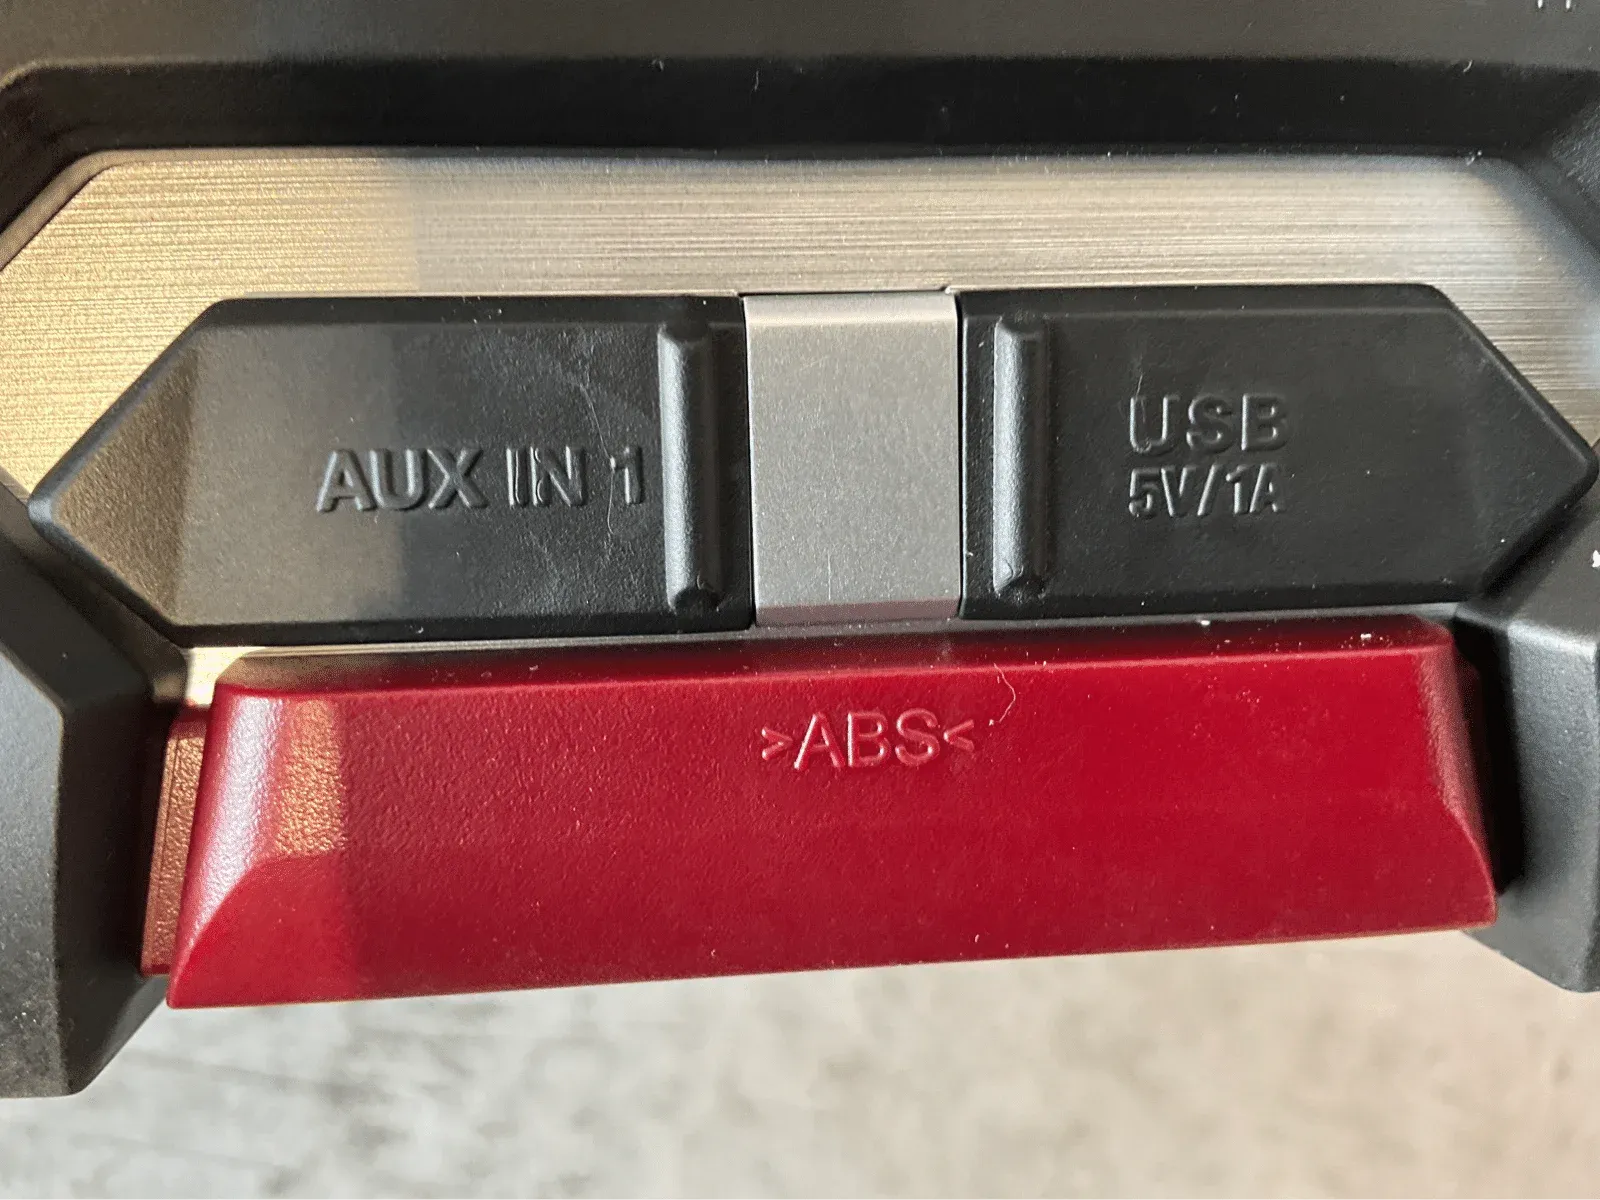 AUX IN 1
USB
5V/1A
>ABS<